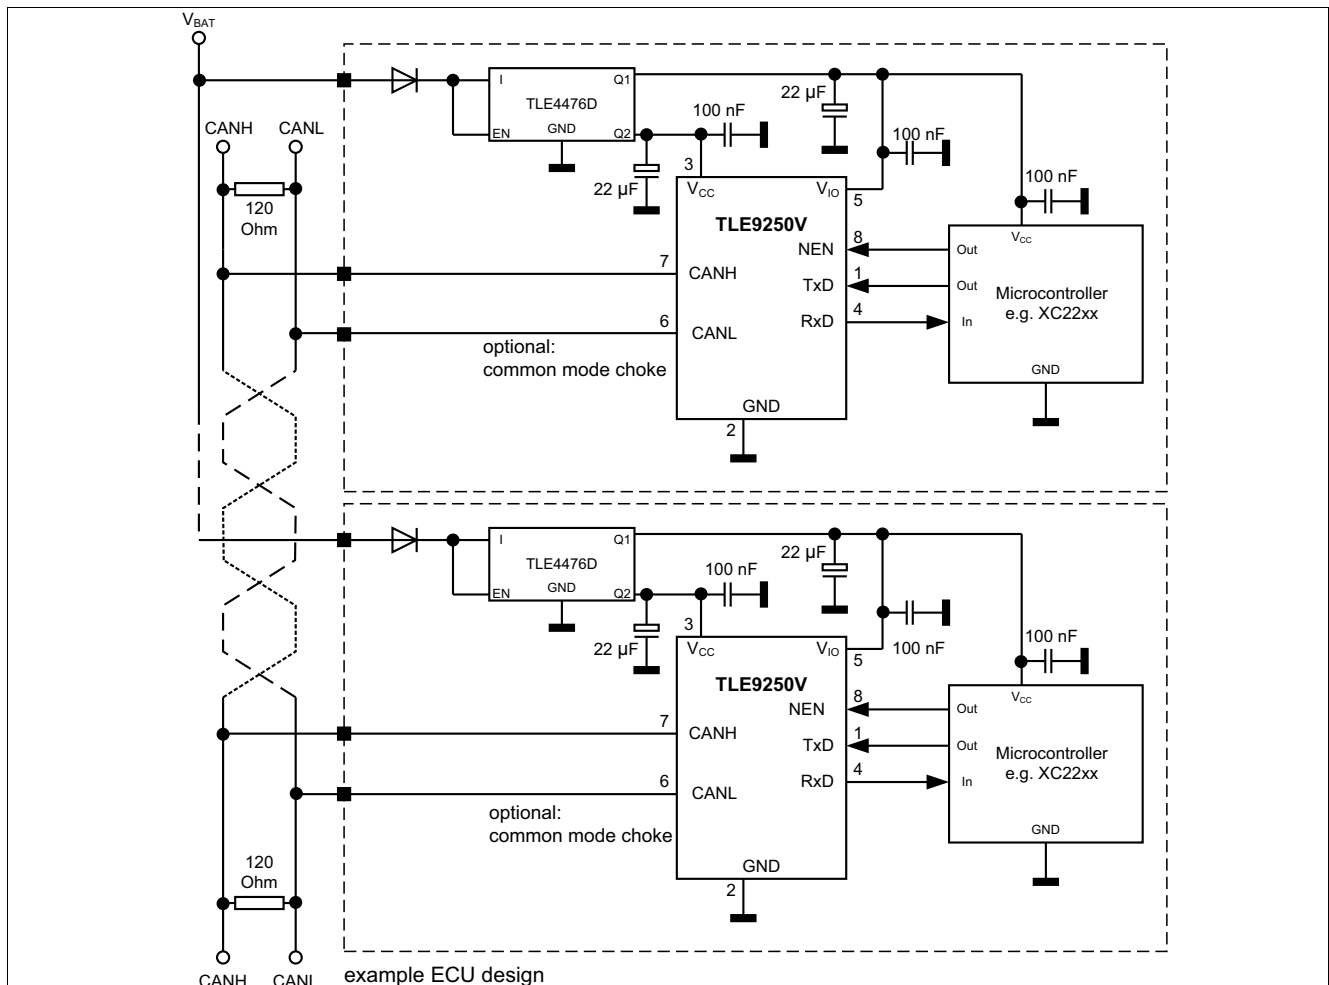 VBAT
CANH CANL
120
Ohm
I
Q1
TLE4476D
EN
GND
Q2
22 µF
100 nF
22 µF
100 nF
100 nF
3
VCC
VIO
5
TLE9250V
NEN
8
TxD
1
RxD
4
7
CANH
6
CANL
optional:
common mode choke
GND
2
VCC
Out
Out
In
Microcontroller
e.g. XC22xx
GND
I
Q1
TLE4476D
EN
GND
Q2
22 µF
100 nF
22 µF
100 nF
100 nF
3
VCC
VIO
5
TLE9250V
NEN
8
TxD
1
RxD
4
7
CANH
6
CANL
optional:
common mode choke
GND
2
VCC
Out
Out
In
Microcontroller
e.g. XC22xx
GND
120
Ohm
CANH CANL
example ECU design